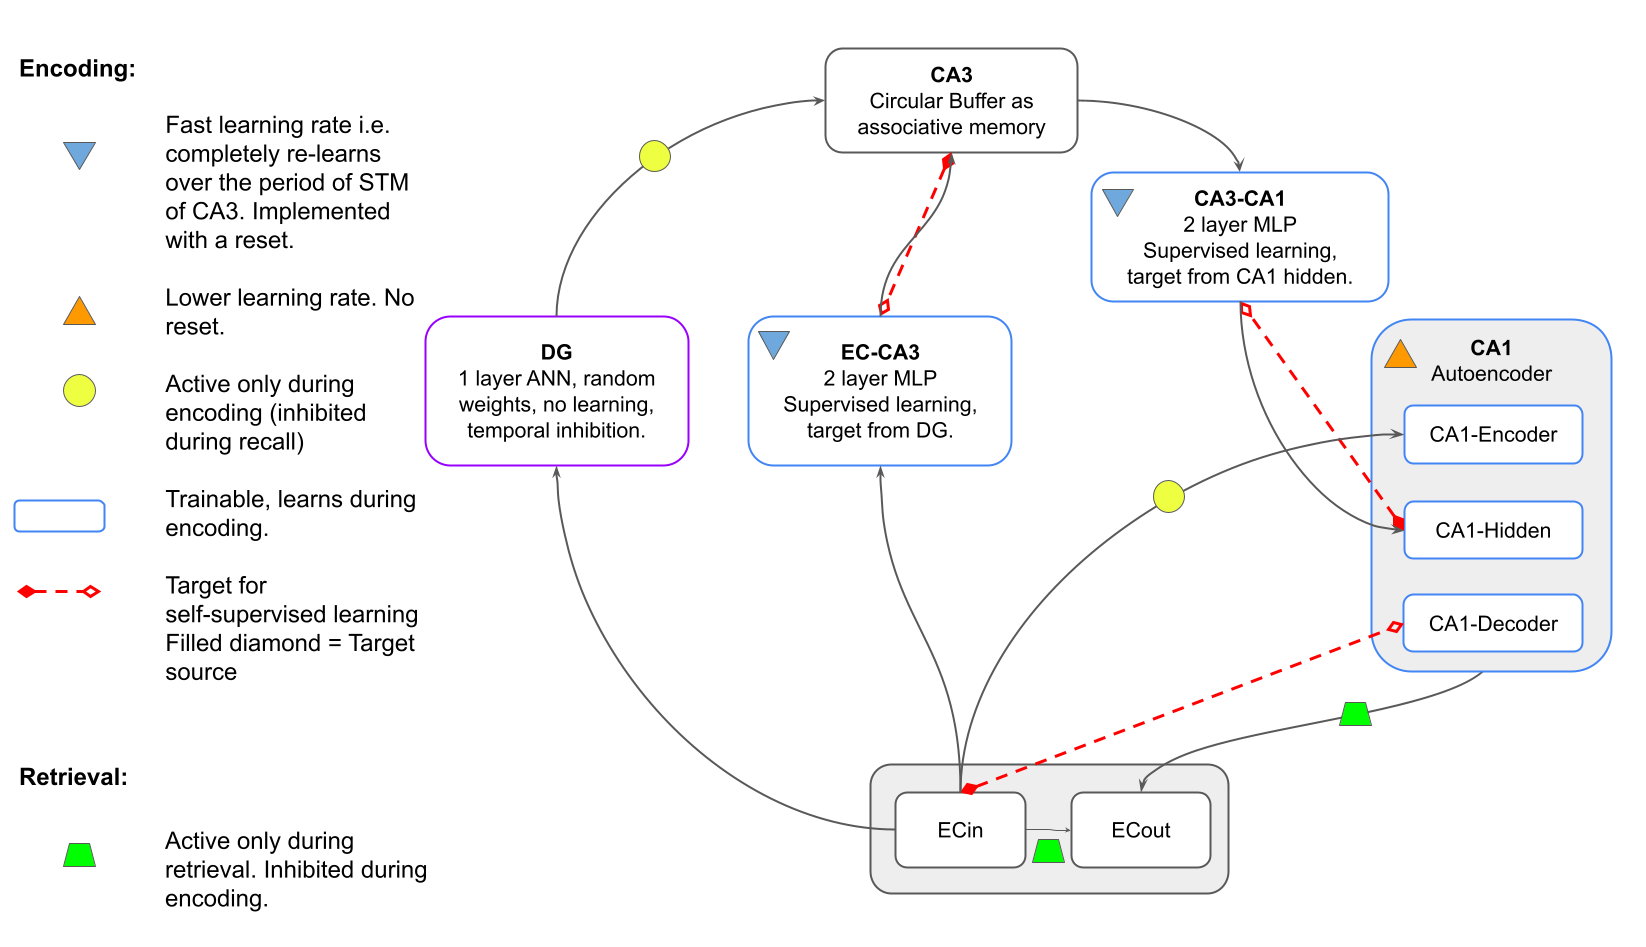 Encoding:
Fast learning rate i.e.
completely re-learns
over the period of STM
of CA3. Implemented
with a reset.
Lower learning rate. No
reset.
Active only during
encoding (inhibited
during recall)
Trainable, learns during
encoding.
Target for
self-supervised learning
Filled diamond = Target
source
Retrieval:
Active only during
retrieval. Inhibited during
encoding.
CA3
Circular Buffer as
associative memory
CA3-CA1
2 layer MLP
Supervised learning,
target from CA1 hidden.
DG
1 layer ANN, random
weights, no learning,
temporal inhibition.
EC-CA3
2 layer MLP
Supervised learning,
target from DG.
CA1
Autoencoder
CA1-Encoder
CA1-Hidden
CA1-Decoder
ECin
ECout